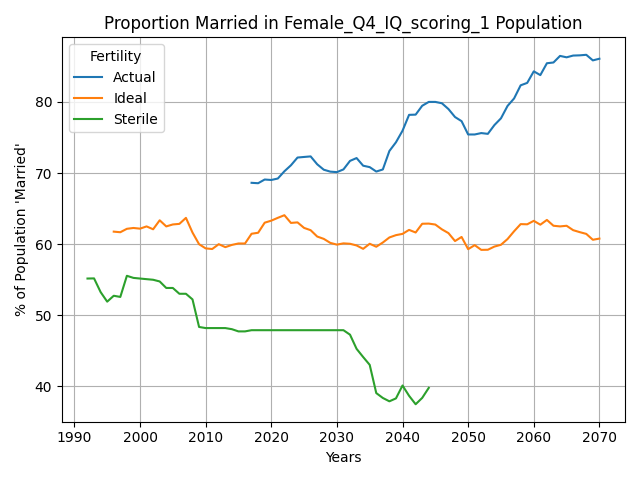 Proportion Married in Female_Q4_IQ_scoring_1 Population
Fertility
Actual
Ideal
Sterile
% of Population 'Married'
80
70
60
50
40
1990
2000
2010
2020
2030
2040
2050
2060
2070
Years